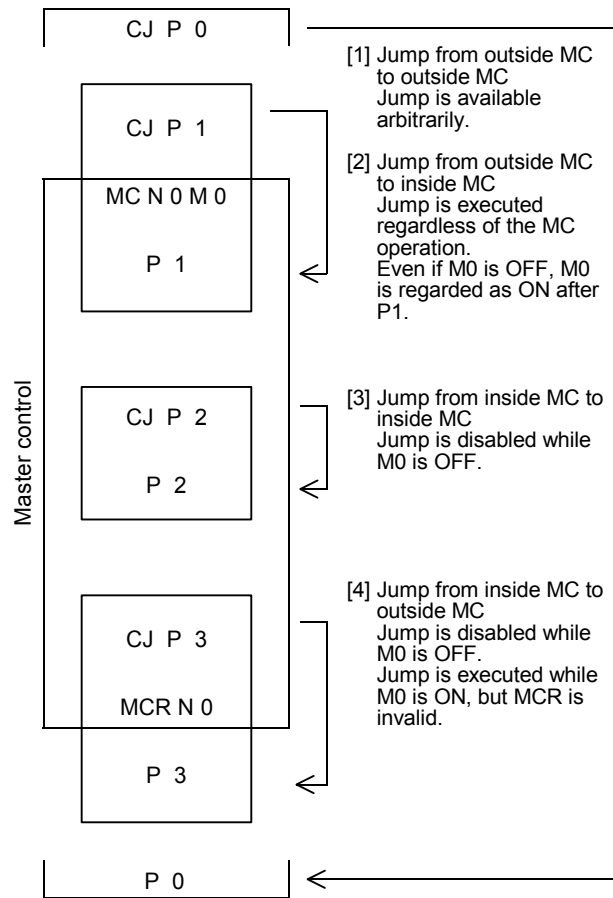 CJ P 0
[1] Jump from outside MC
to outside MC
Jump is available
arbitrarily.
CJ P 1
[2] Jump from outside MC
to inside MC
Jump is executed
regardless of the MC
operation.
Even if M0 is OFF, M0
is regarded as ON after
P1.
MC N 0 M 0
P 1
Master control
CJ P 2
P 2
[3] Jump from inside MC to
inside MC
Jump is disabled while
M0 is OFF.
CJ P 3
MCR N 0
P 3
[4] Jump from inside MC to
outside MC
Jump is disabled while
M0 is OFF.
Jump is executed while
M0 is ON, but MCR is
invalid.
P 0